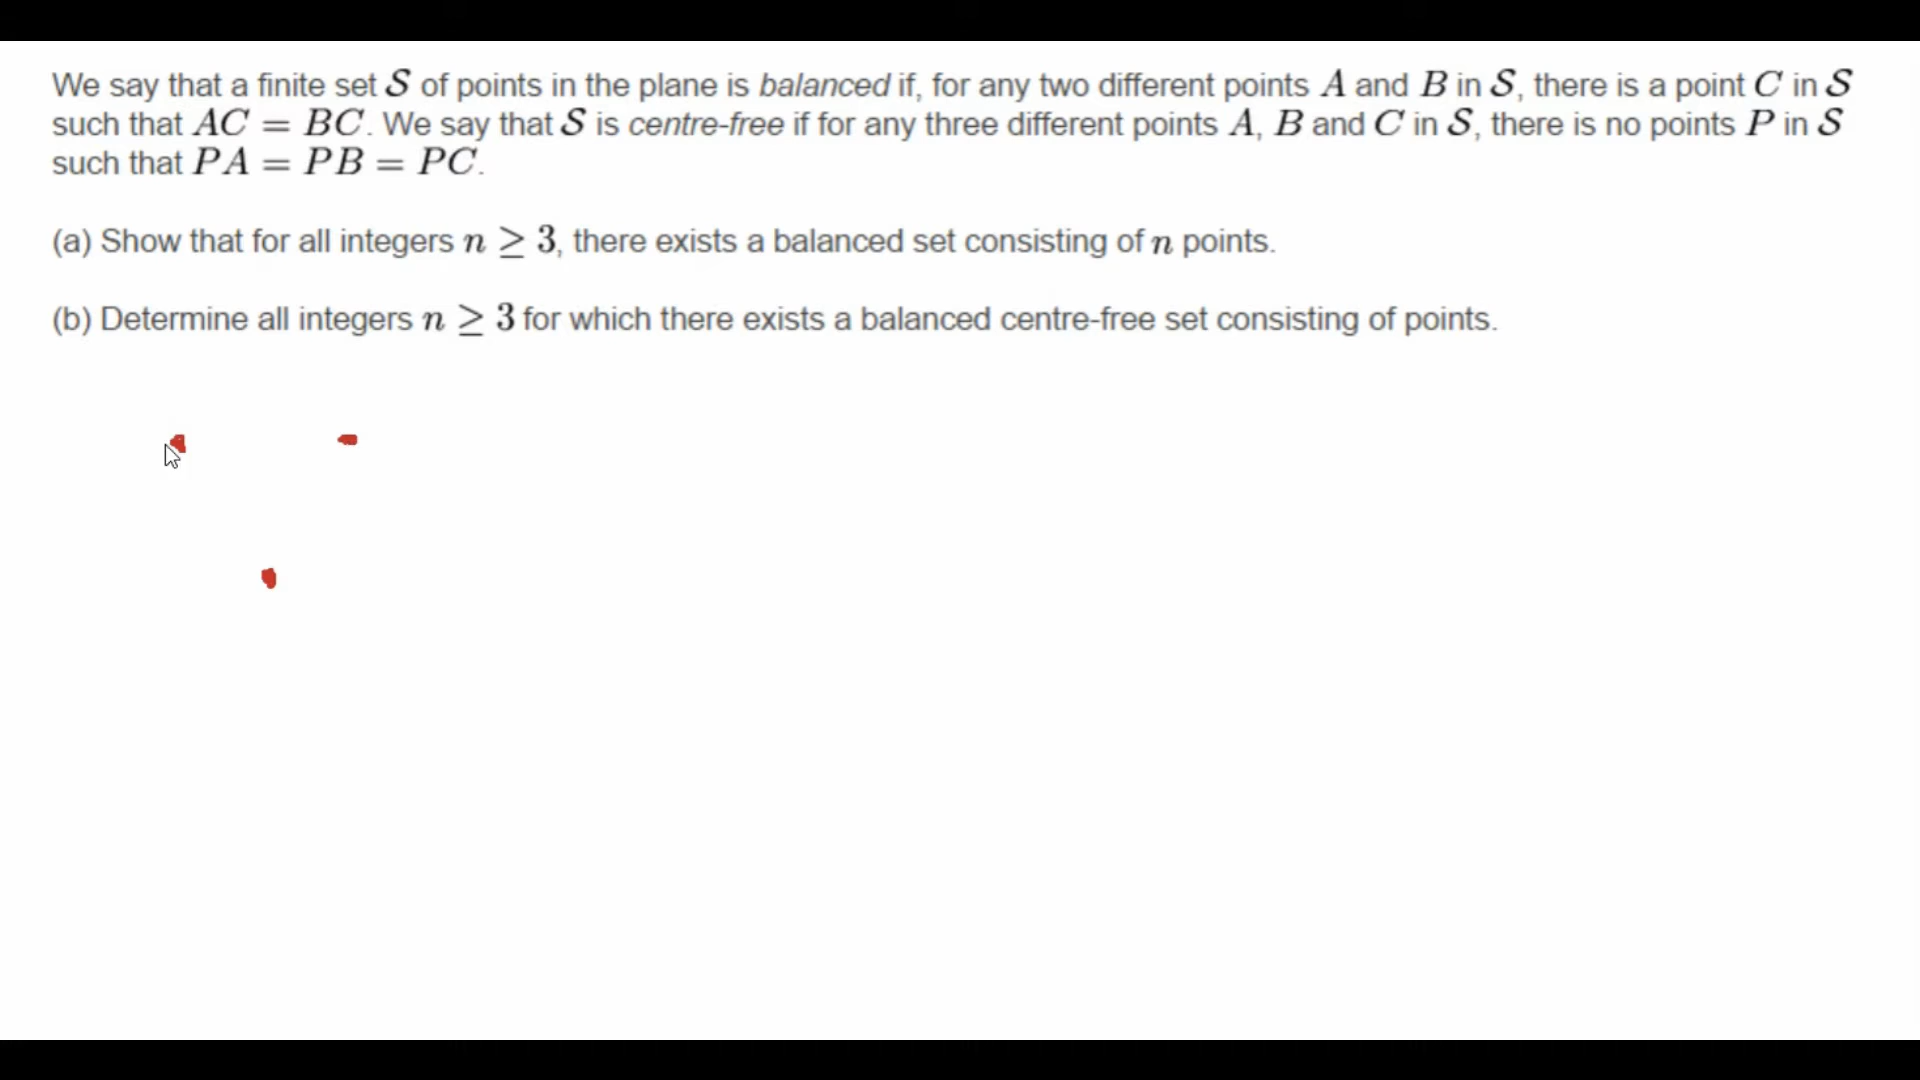 We say that a finite set 𝒮 of points in the plane is balanced if, for any two different points A and B in 𝒮, there is a point C in 𝒮
such that AC = BC. We say that 𝒮 is centre-free if for any three different points A, B and C in 𝒮, there is no points P in 𝒮
such that PA = PB = PC.
(a) Show that for all integers n ≥ 3, there exists a balanced set consisting of n points.
(b) Determine all integers n ≥ 3 for which there exists a balanced centre-free set consisting of points.